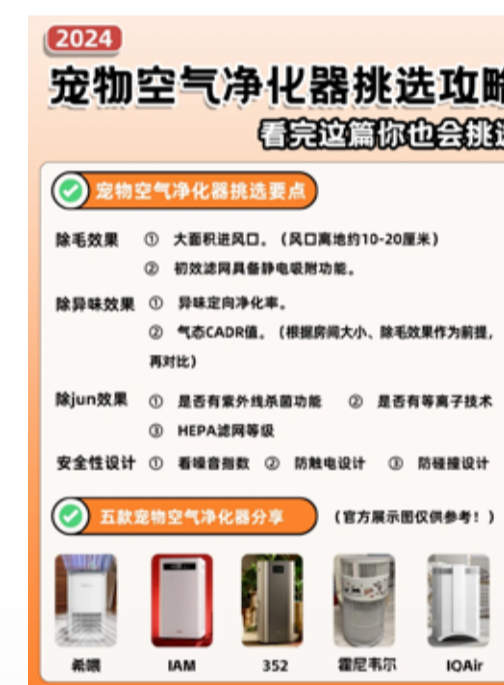 2024
宠物空气净化器挑选攻略
看完这篇你也会挑选
宠物空气净化器挑选要点
除毛效果 ① 大面积进风口。(风口离地约10-20厘米)
② 初效滤网具备静电吸附功能。
除异味效果 ① 异味定向净化率。
② 气态CADR值。(根据房间大小、除毛效果作为前提,
再对比)
除jun效果 ① 是否有紫外线杀菌功能 ② 是否有等离子技术
③ HEPA滤网等级
安全性设计 ① 看噪音指数 ② 防触电设计 ③ 防碰撞设计
五款宠物空气净化器分享 (官方展示图仅供参考!)
希喂 IAM 352 霍尼韦尔 IQAir